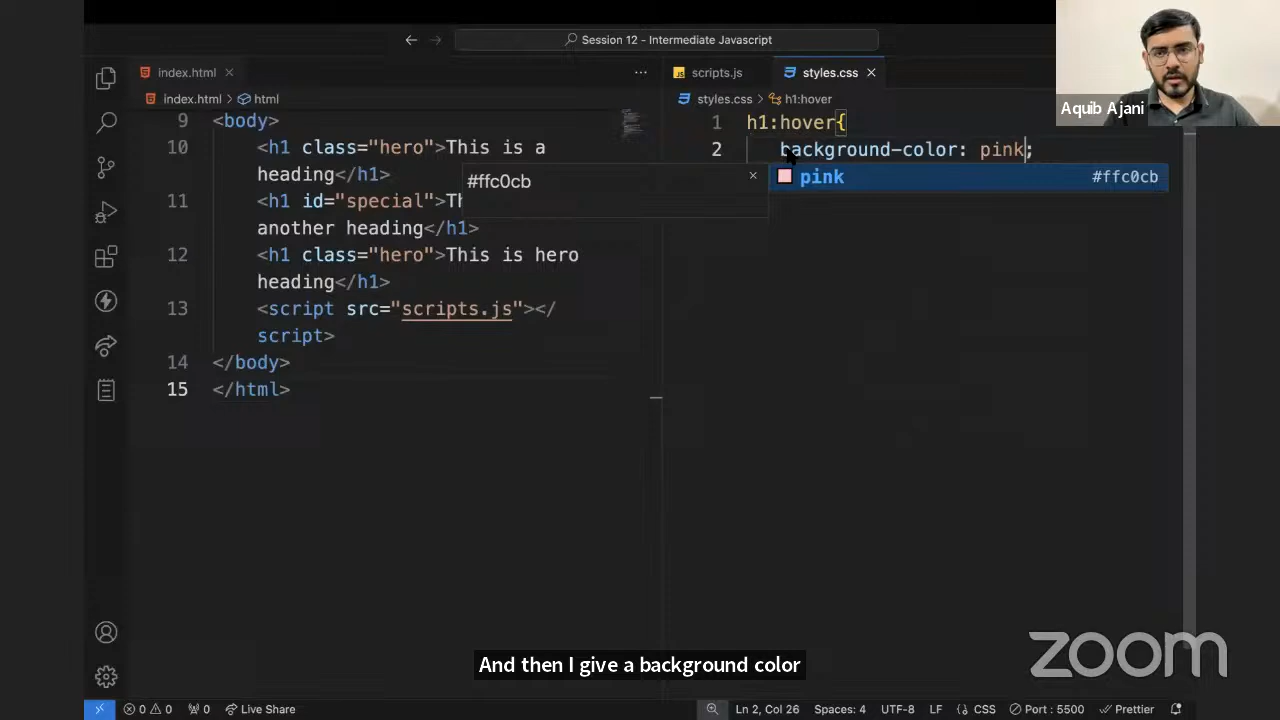 Session 12 - Intermediate Javascript
Aquib Ajani
index.html
index.html > html
9 <body>
10 <h1 class="hero">This is a
heading</h1>
11 <h1 id="special">Th
another heading</h1>
12 <h1 class="hero">This is hero
heading</h1>
13 <script src="scripts.js"></
script>
14 </body>
15 </html>
#ffc0cb
scripts.js
styles.css
styles.css > h1:hover
1 h1:hover{
2 background-color: pink;
pink #ffc0cb
And then I give a background color
zoom
0 0 0 Live Share
Ln 2, Col 26 Spaces: 4 UTF-8 LF {} CSS Port : 5500 Prettier